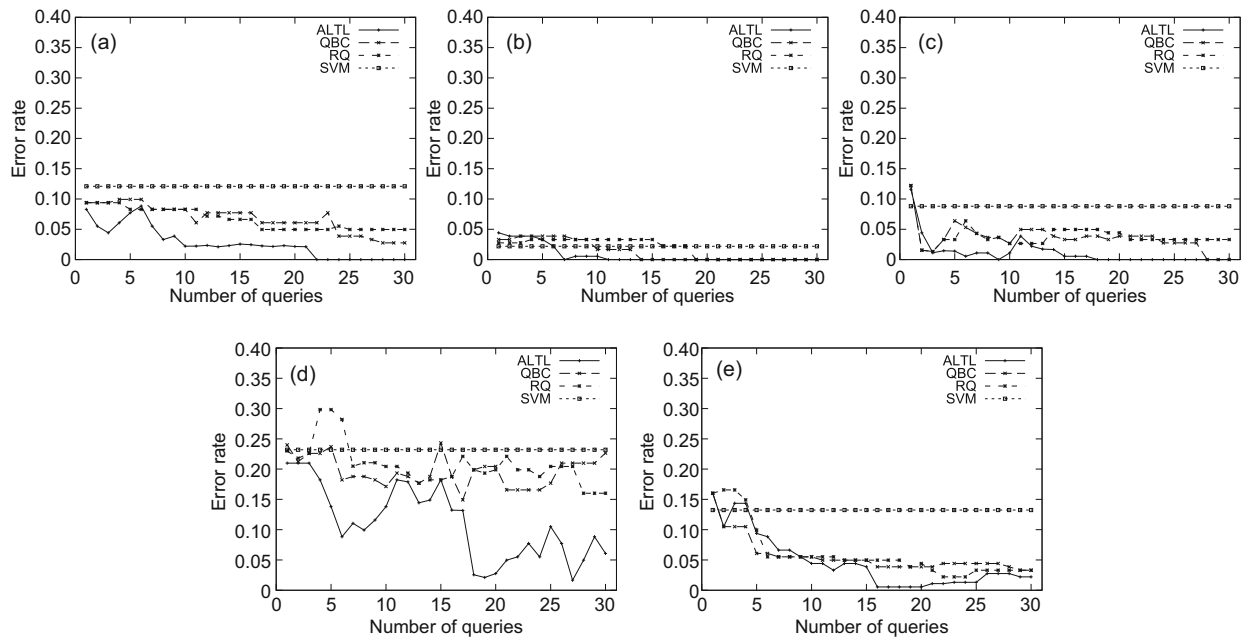 0.40
0.35
0.30
0.25
0.20
0.15
0.10
0.05
0
Error rate
(a)
ALTL
QBC
RQ
SVM
0 5 10 15 20 25 30
Number of queries
0.40
0.35
0.30
0.25
0.20
0.15
0.10
0.05
0
Error rate
(b)
ALTL
QBC
RQ
SVM
0 5 10 15 20 25 30
Number of queries
0.40
0.35
0.30
0.25
0.20
0.15
0.10
0.05
0
Error rate
(c)
ALTL
QBC
RQ
SVM
0 5 10 15 20 25 30
Number of queries
0.40
0.35
0.30
0.25
0.20
0.15
0.10
0.05
0
Error rate
(d)
ALTL
QBC
RQ
SVM
0 5 10 15 20 25 30
Number of queries
0.40
0.35
0.30
0.25
0.20
0.15
0.10
0.05
0
Error rate
(e)
ALTL
QBC
RQ
SVM
0 5 10 15 20 25 30
Number of queries